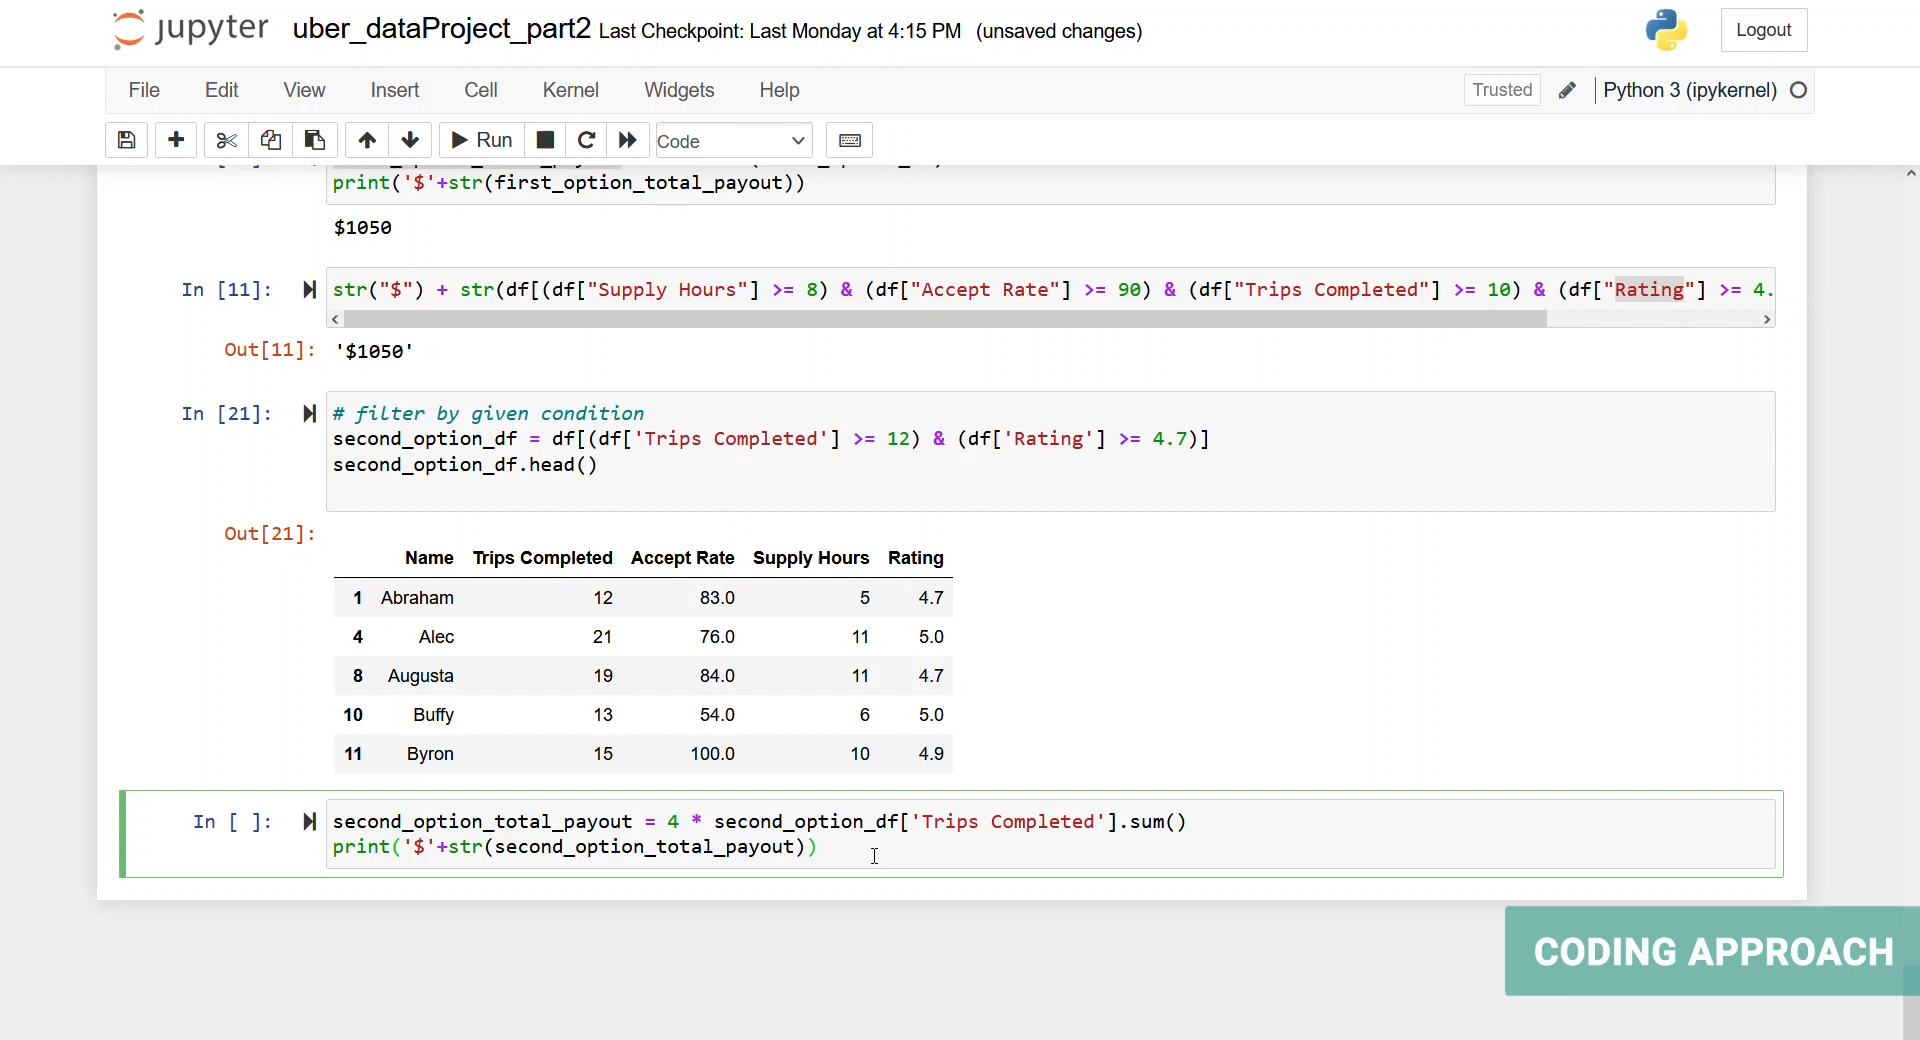 jupyter uber_dataProject_part2 Last Checkpoint: Last Monday at 4:15 PM (unsaved changes) Logout
File Edit View Insert Cell Kernel Widgets Help Trusted Python 3 (ipykernel)
Run Code
print('$'+str(first_option_total_payout))
$1050
In [11]: str("$") + str(df[(df["Supply Hours"] >= 8) & (df["Accept Rate"] >= 90) & (df["Trips Completed"] >= 10) & (df["Rating"] >= 4.
Out[11]: '$1050'
In [21]: # filter by given condition
second_option_df = df[(df['Trips Completed'] >= 12) & (df['Rating'] >= 4.7)]
second_option_df.head()
Out[21]:
Name Trips Completed Accept Rate Supply Hours Rating
1 Abraham 12 83.0 5 4.7
4 Alec 21 76.0 11 5.0
8 Augusta 19 84.0 11 4.7
10 Buffy 13 54.0 6 5.0
11 Byron 15 100.0 10 4.9
In [ ]: second_option_total_payout = 4 * second_option_df['Trips Completed'].sum()
print('$'+str(second_option_total_payout))
CODING APPROACH